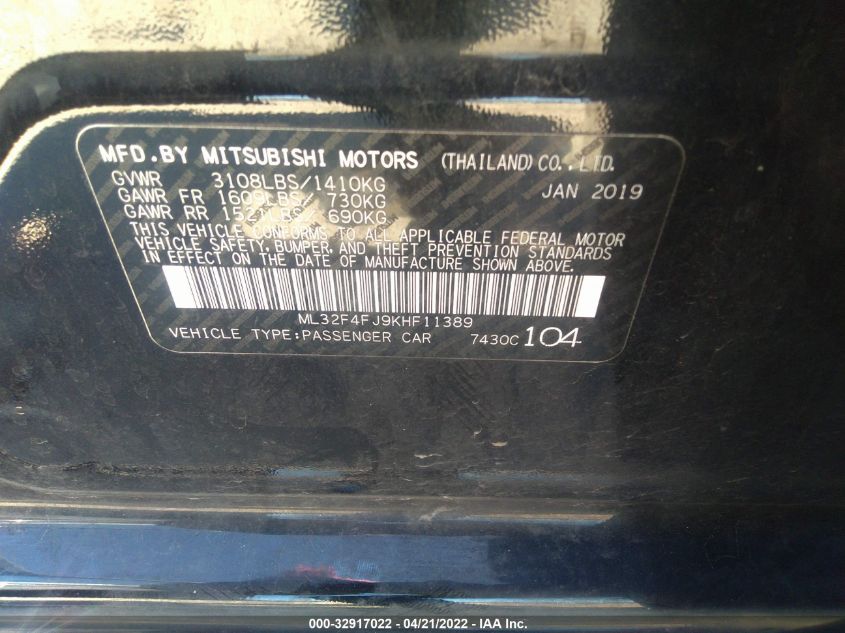 MFD.BY MITSUBISHI MOTORS (THAILAND) CO., LTD.
GVWR 3108LBS/1410KG JAN 2019
GAWR FR 1609LBS/ 730KG
GAWR RR 1521LBS/ 690KG
THIS VEHICLE CONFORMS TO ALL APPLICABLE FEDERAL MOTOR
VEHICLE SAFETY, BUMPER, AND THEFT PREVENTION STANDARDS
IN EFFECT ON THE DATE OF MANUFACTURE SHOWN ABOVE.
ML32F4FJ9KHF11389
VEHICLE TYPE:PASSENGER CAR 7430C 104
000-32917022 - 04/21/2022 - IAA Inc.